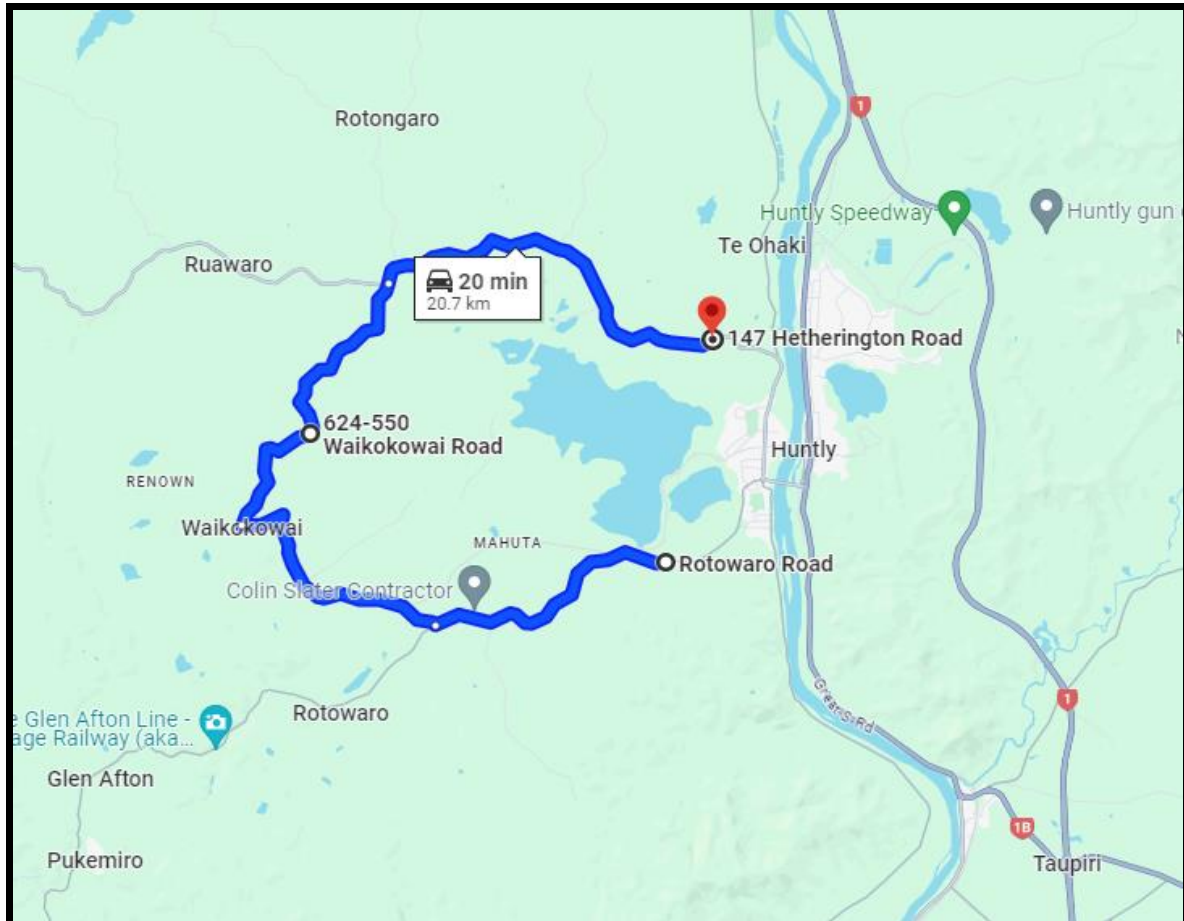 Rotongaro
1
Huntly Speedway
Huntly gun
Te Ohaki
Ruawaro
20 min
20.7 km
147 Hetherington Road
624-550
Waikokowai Road
Huntly
RENOWN
Waikokowai
MAHUTA
Rotowaro Road
Colin Slater Contractor
Great S Rd
1
Rotowaro
e Glen Afton Line -
age Railway (aka...
Glen Afton
1B
Pukemiro
Taupiri